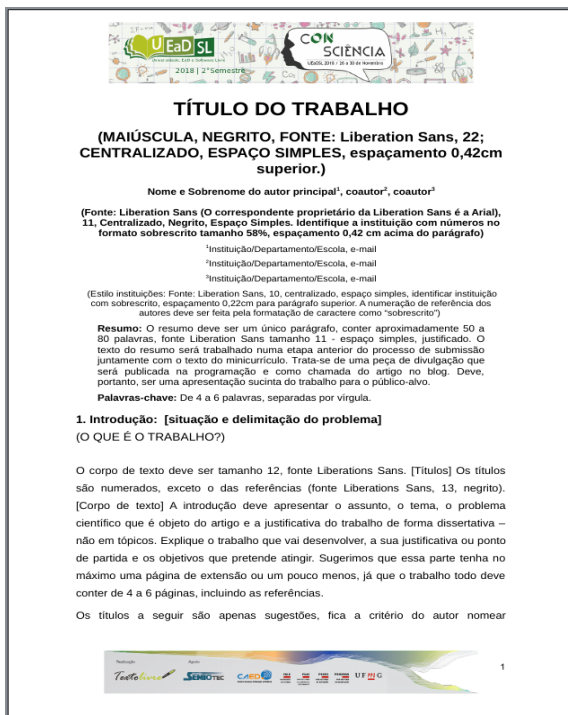 UEaD SL
Universidade, EaD e Software Livre
2018 | 2°Semestre
CON
SCIÊNCIA
UEaDSL 2018 / 26 a 30 de Novembro
TÍTULO DO TRABALHO
(MAIÚSCULA, NEGRITO, FONTE: Liberation Sans, 22;
CENTRALIZADO, ESPAÇO SIMPLES, espaçamento 0,42cm
superior.)
Nome e Sobrenome do autor principal¹, coautor², coautor³
(Fonte: Liberation Sans (O correspondente proprietário da Liberation Sans é a Arial),
11, Centralizado, Negrito, Espaço Simples. Identifique a instituição com números no
formato sobrescrito tamanho 58%, espaçamento 0,42 cm acima do parágrafo)
¹Instituição/Departamento/Escola, e-mail
²Instituição/Departamento/Escola, e-mail
³Instituição/Departamento/Escola, e-mail
(Estilo instituições: Fonte: Liberation Sans, 10, centralizado, espaço simples, identificar instituição
com sobrescrito, espaçamento 0,22cm para parágrafo superior. A numeração de referência dos
autores deve ser feita pela formatação de caractere como “sobrescrito”)
Resumo: O resumo deve ser um único parágrafo, conter aproximadamente 50 a
80 palavras, fonte Liberation Sans tamanho 11 - espaço simples, justificado. O
texto do resumo será trabalhado numa etapa anterior do processo de submissão
juntamente com o texto do minicurrículo. Trata-se de uma peça de divulgação que
será publicada na programação e como chamada do artigo no blog. Deve,
portanto, ser uma apresentação sucinta do trabalho para o público-alvo.
Palavras-chave: De 4 a 6 palavras, separadas por vírgula.
1. Introdução: [situação e delimitação do problema]
(O QUE É O TRABALHO?)
O corpo de texto deve ser tamanho 12, fonte Liberations Sans. [Títulos] Os títulos
são numerados, exceto o das referências (fonte Liberations Sans, 13, negrito).
[Corpo de texto] A introdução deve apresentar o assunto, o tema, o problema
científico que é objeto do artigo e a justificativa do trabalho de forma dissertativa –
não em tópicos. Explique o trabalho que vai desenvolver, a sua justificativa ou ponto
de partida e os objetivos que pretende atingir. Sugerimos que essa parte tenha no
máximo uma página de extensão ou um pouco menos, já que o trabalho todo deve
conter de 4 a 6 páginas, incluindo as referências.
Os títulos a seguir são apenas sugestões, fica a critério do autor nomear
Realização
Apoio
Textolivre
SEMIOTEC
CAED
UFMG
1